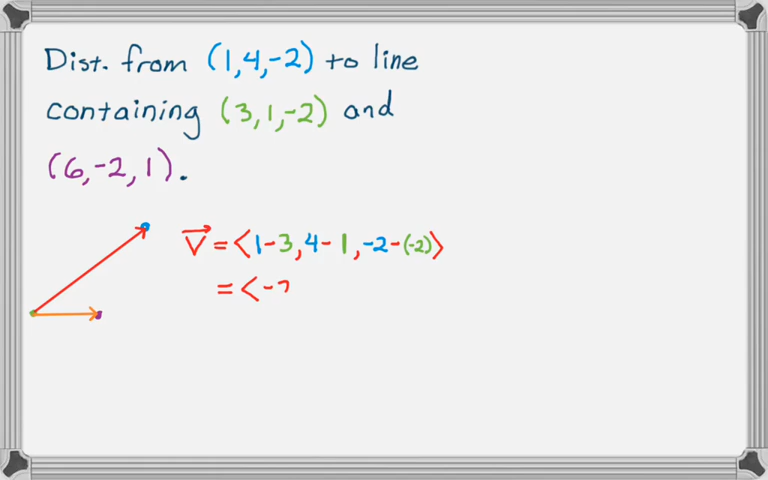 Dist. from (1,4,-2) to line
containing (3,1,-2) and
(6,-2,1).
V = <1-3,4-1,-2-(-2)>
= <-2